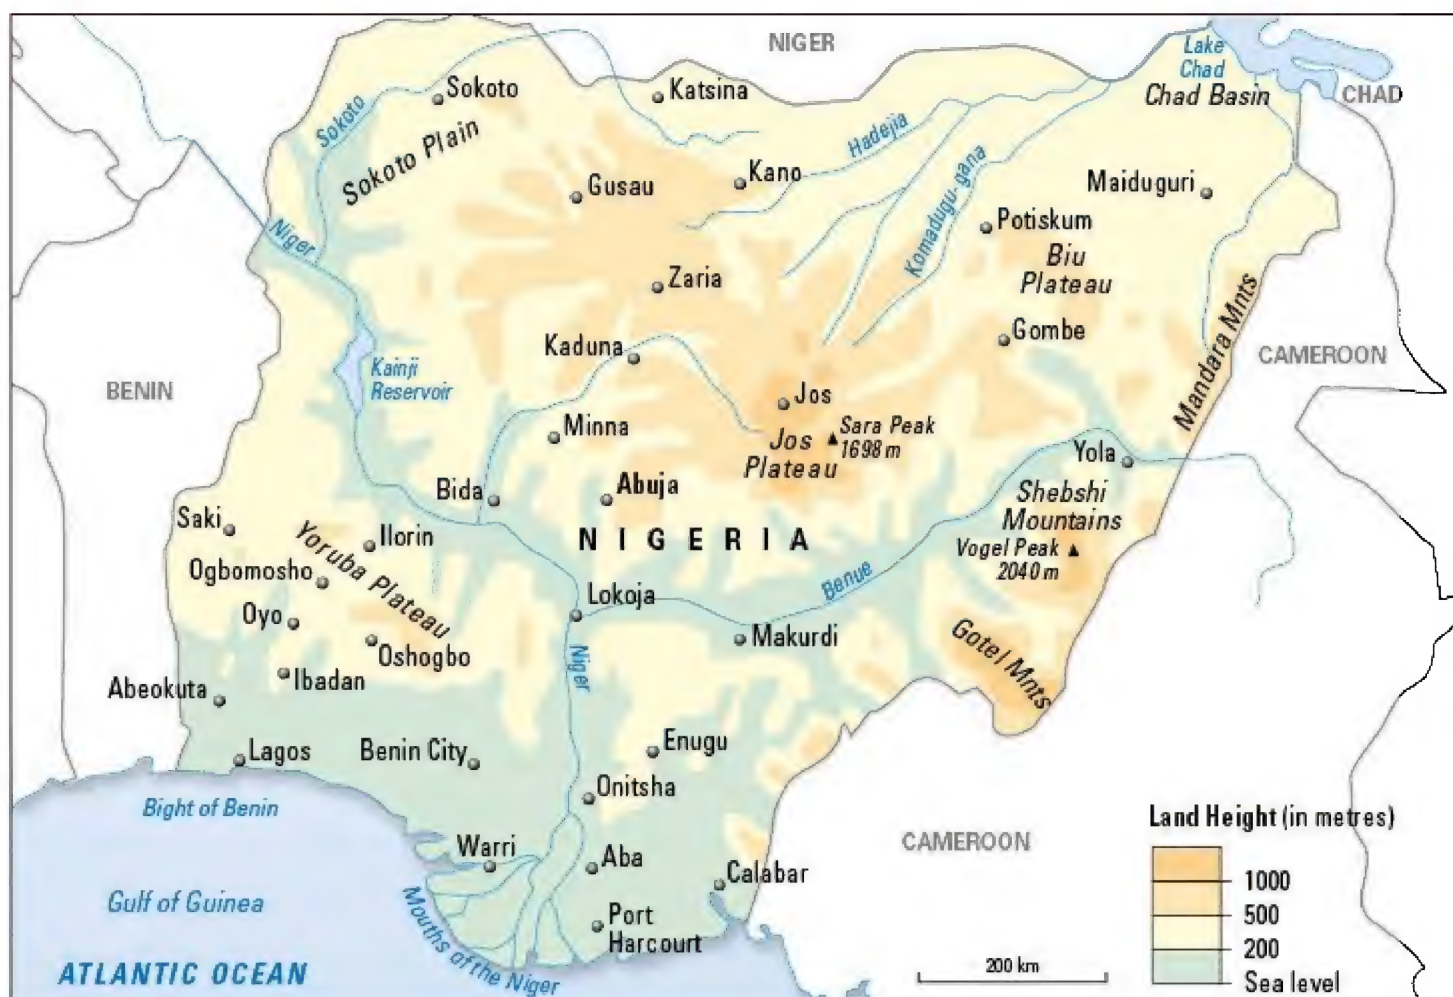 NIGER
Lake
Chad
Chad Basin
CHAD
Sokoto
Katsina
Sokoto
Sokoto Plain
Hadejia
Kano
Gusau
Komadugu-gana
Maiduguri
Potiskum
Biu
Plateau
Niger
Zaria
Gombe
Mandara Mnts
Kaduna
CAMEROON
Kainji
Reservoir
BENIN
Jos
Minna
Sara Peak
1698 m
Jos
Plateau
Yola
Bida
Abuja
Shebshi
Mountains
Saki
Ilorin
NIGERIA
Vogel Peak
2040 m
Ogbomosho
Yoruba Plateau
Benue
Lokoja
Oyo
Makurdi
Gotel Mnts
Oshogbo
Niger
Ibadan
Abeokuta
Lagos
Benin City
Enugu
Onitsha
Bight of Benin
Land Height (in metres)
1000
500
200
Sea level
Warri
Aba
CAMEROON
Calabar
Gulf of Guinea
Mouths of the Niger
Port
Harcourt
ATLANTIC OCEAN
200 km